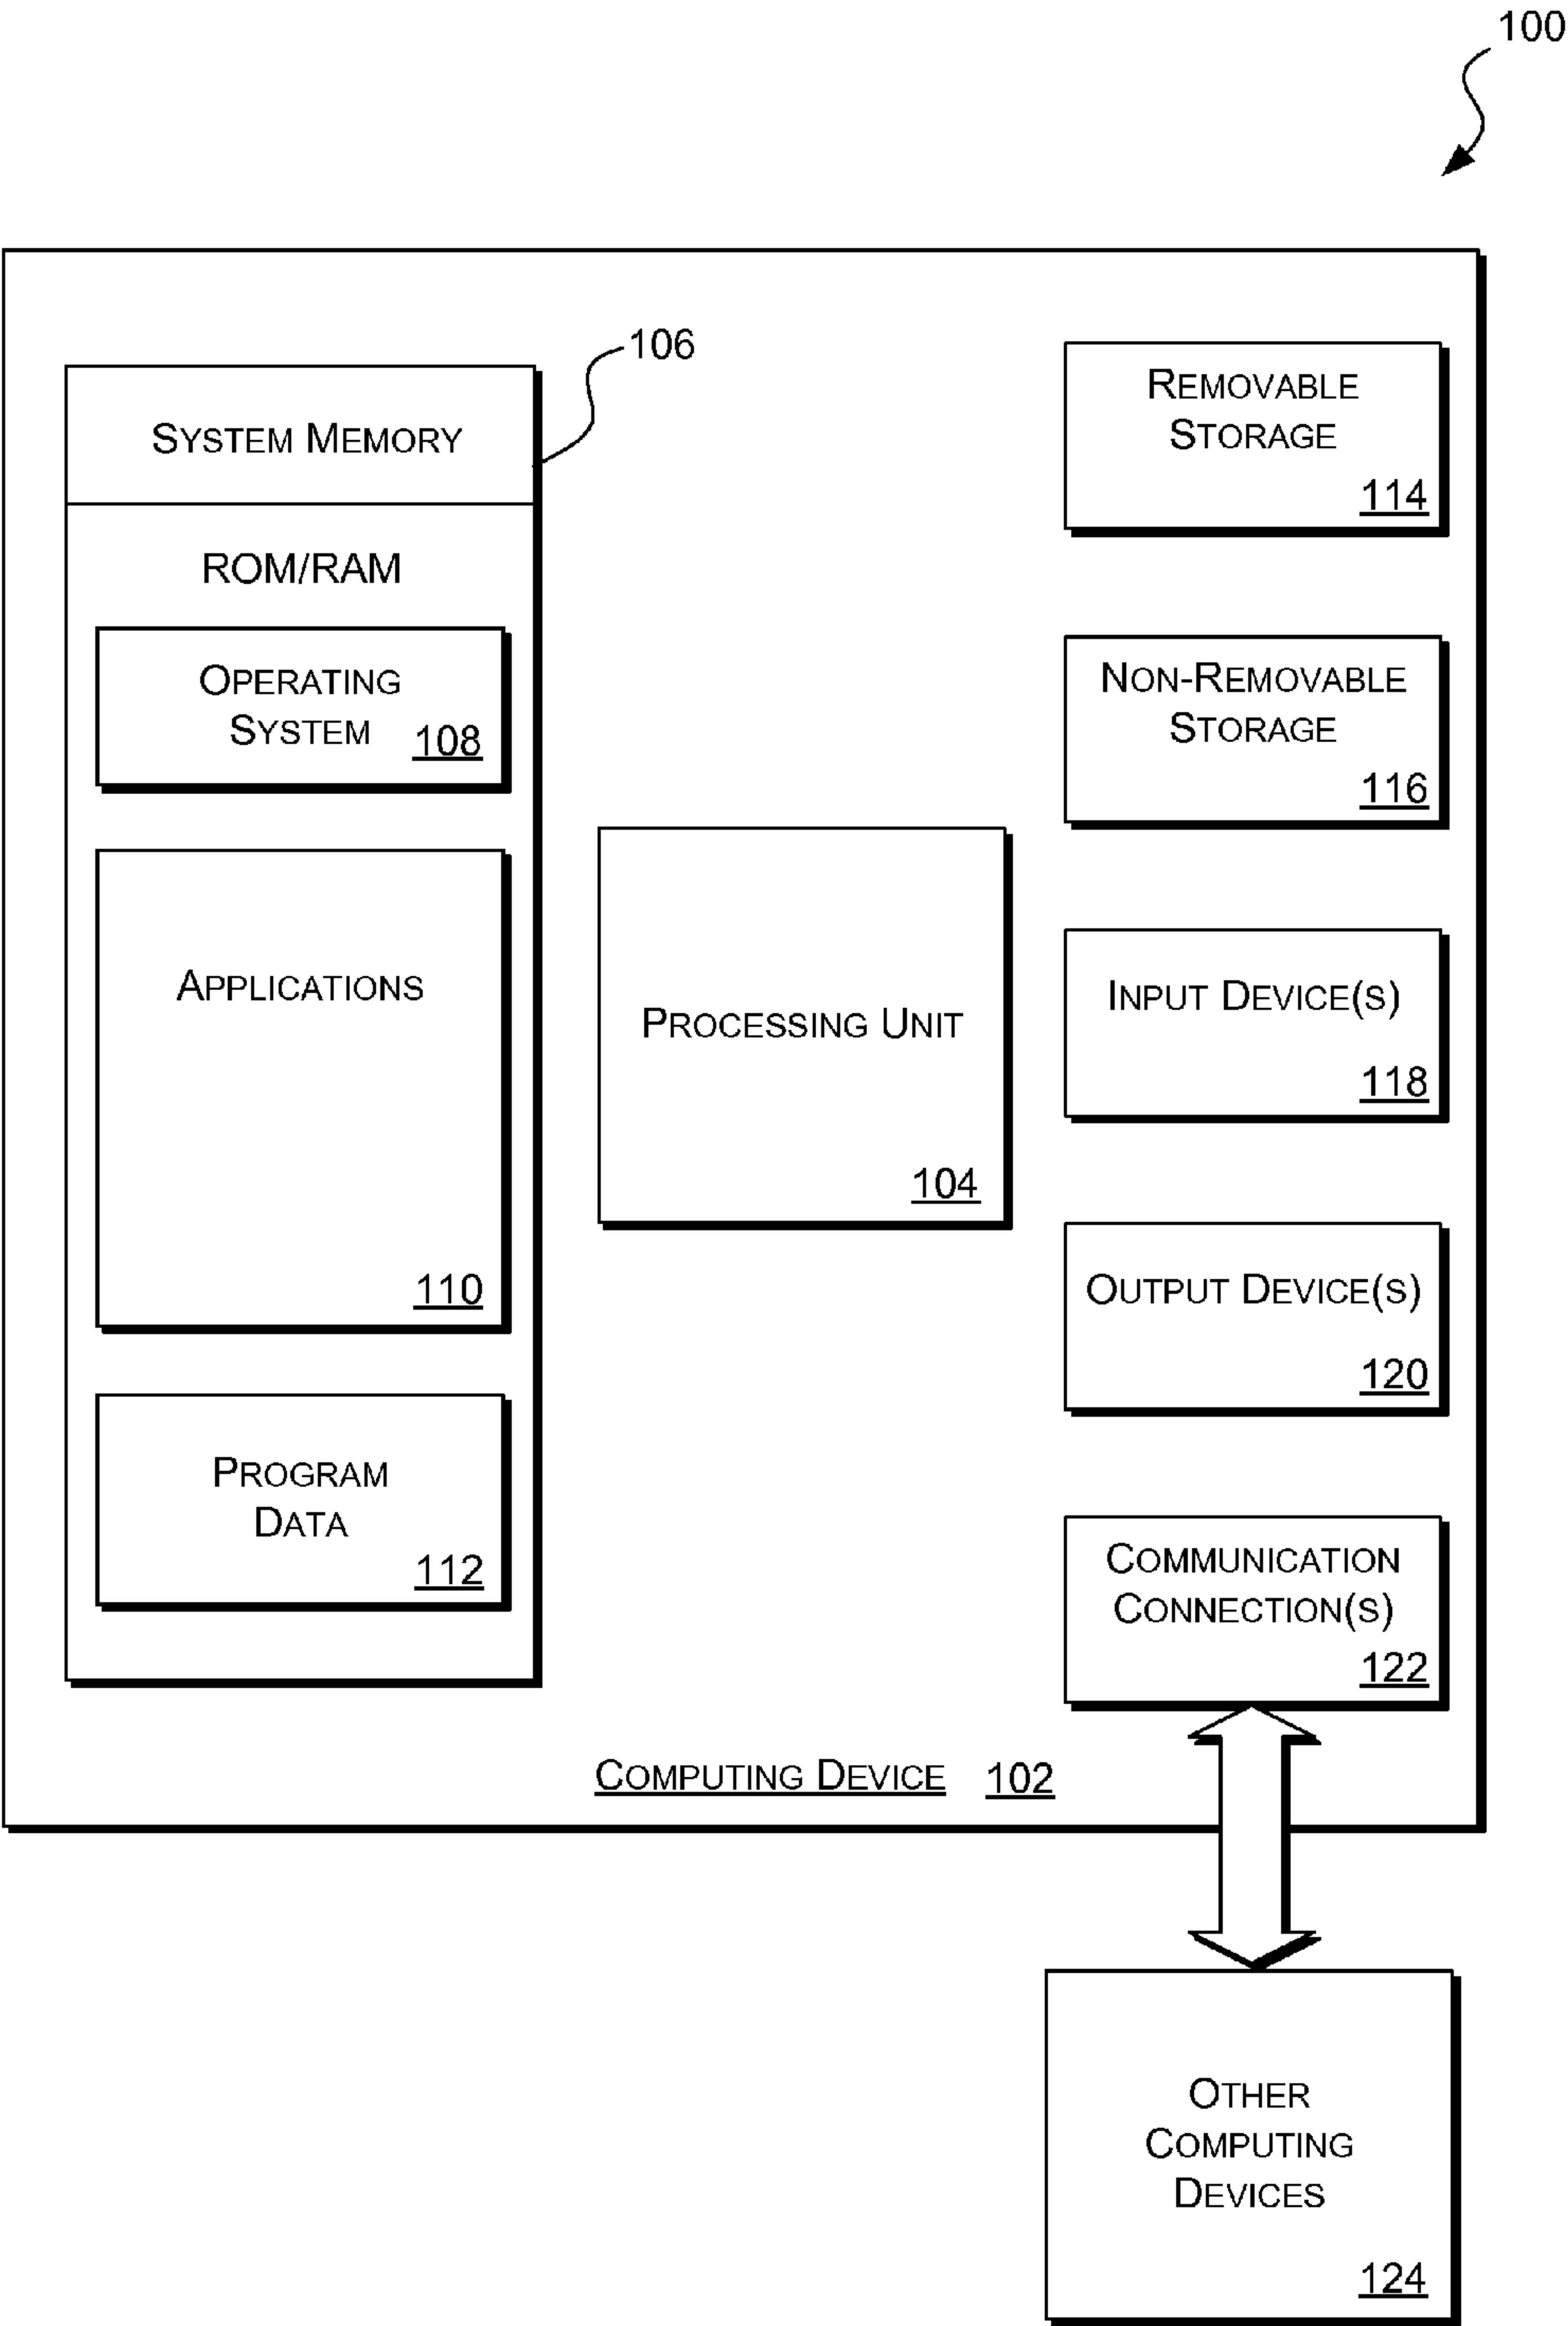 100
106
SYSTEM MEMORY
ROM/RAM
OPERATING
SYSTEM 108
APPLICATIONS
110
PROGRAM
DATA
112
PROCESSING UNIT
104
REMOVABLE
STORAGE
114
NON-REMOVABLE
STORAGE
116
INPUT DEVICE(S)
118
OUTPUT DEVICE(S)
120
COMMUNICATION
CONNECTION(S)
122
COMPUTING DEVICE 102
OTHER
COMPUTING
DEVICES
124